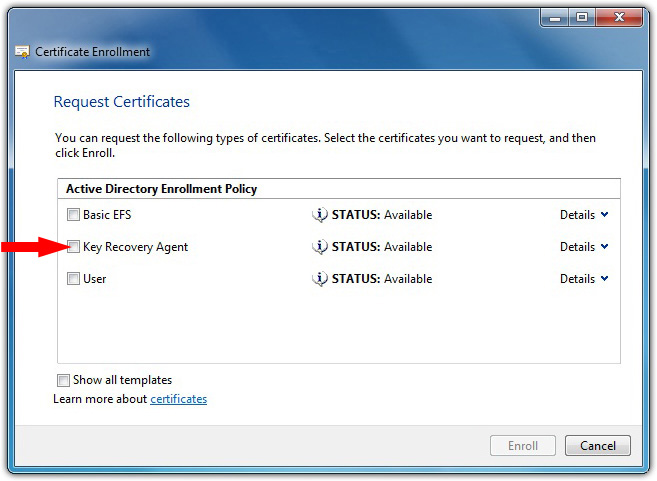 Certificate Enrollment
Request Certificates
You can request the following types of certificates. Select the certificates you want to request, and then
click Enroll.
Active Directory Enrollment Policy
Basic EFS STATUS: Available Details
Key Recovery Agent STATUS: Available Details
User STATUS: Available Details
Show all templates
Learn more about certificates
Enroll Cancel